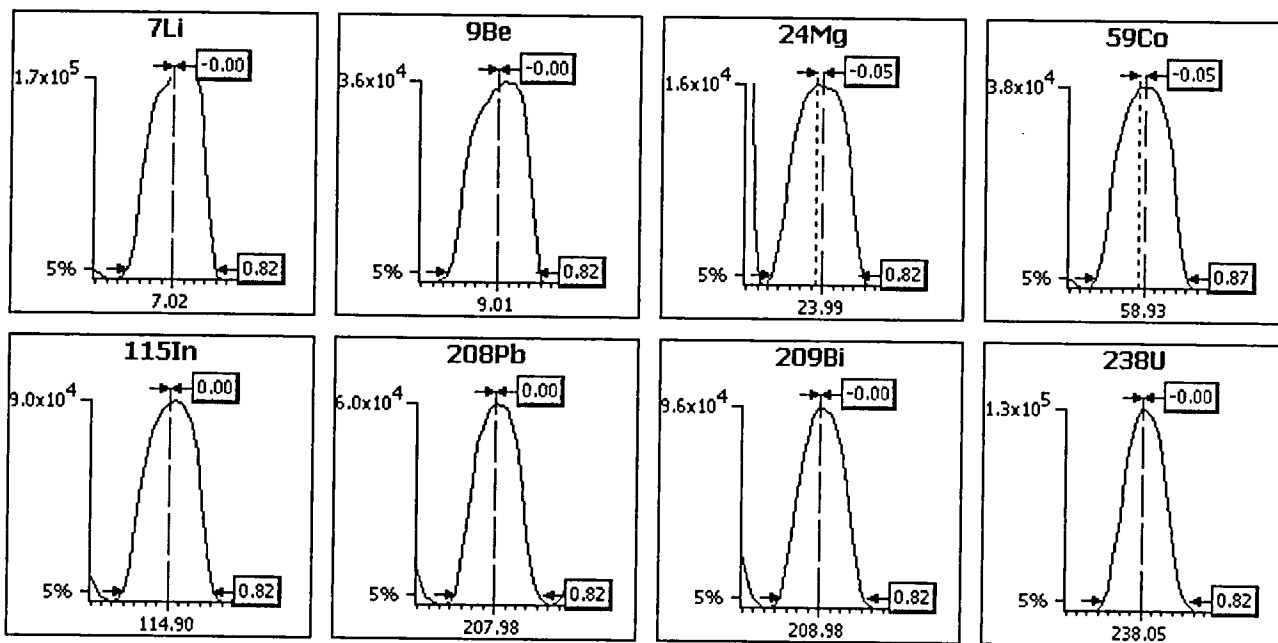 7Li
-0.00
1.7x10⁵
5%
0.82
7.02
9Be
-0.00
3.6x10⁴
5%
0.82
9.01
24Mg
-0.05
1.6x10⁴
5%
0.82
23.99
59Co
-0.05
3.8x10⁴
5%
0.87
58.93
115In
0.00
9.0x10⁴
5%
0.82
114.90
208Pb
0.00
6.0x10⁴
5%
0.82
207.98
209Bi
-0.00
9.6x10⁴
5%
0.82
208.98
238U
-0.00
1.3x10⁵
5%
0.82
238.05